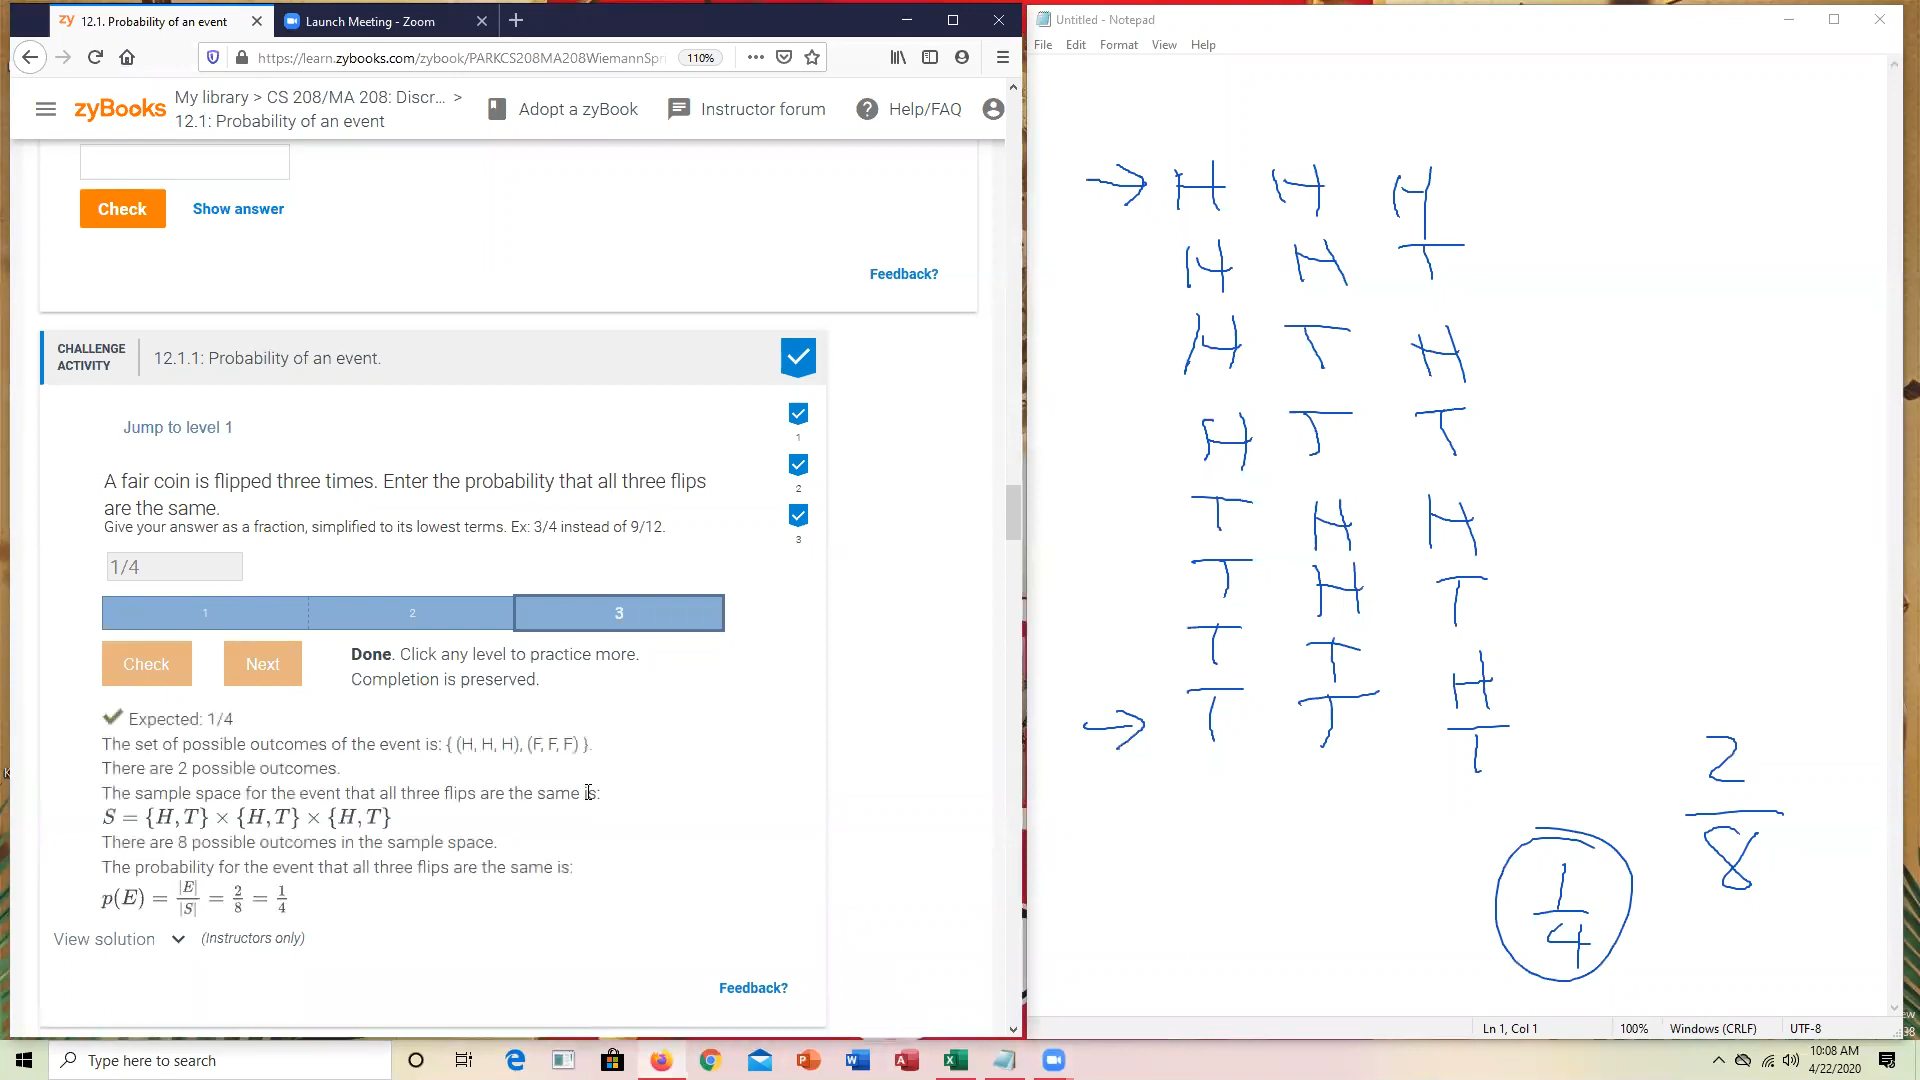 12.1. Probability of an event
Launch Meeting - Zoom
https://learn.zybooks.com/zybook/PARKCS208MA208WiemannSpr
110%
zyBooks
My library > CS 208/MA 208: Discr... >
12.1: Probability of an event
Adopt a zyBook
Instructor forum
Help/FAQ
Check
Show answer
Feedback?
CHALLENGE ACTIVITY
12.1.1: Probability of an event.
Jump to level 1
1
2
3
A fair coin is flipped three times. Enter the probability that all three flips
are the same.
Give your answer as a fraction, simplified to its lowest terms. Ex: 3/4 instead of 9/12.
1/4
1 2 3
Check
Next
Done. Click any level to practice more.
Completion is preserved.
Expected: 1/4
The set of possible outcomes of the event is: { (H, H, H), (F, F, F) }.
There are 2 possible outcomes.
The sample space for the event that all three flips are the same is:
S = {H, T} × {H, T} × {H, T}
There are 8 possible outcomes in the sample space.
The probability for the event that all three flips are the same is:
p(E) = |E|/|S| = 2/8 = 1/4
View solution
(Instructors only)
Feedback?
Untitled - Notepad
File Edit Format View Help
→ H H H
H H T
H T H
H T T
T H H
T H T
T T H
→ T T T
2/8
1/4
Ln 1, Col 1
100%
Windows (CRLF)
UTF-8
Type here to search
10:08 AM
4/22/2020